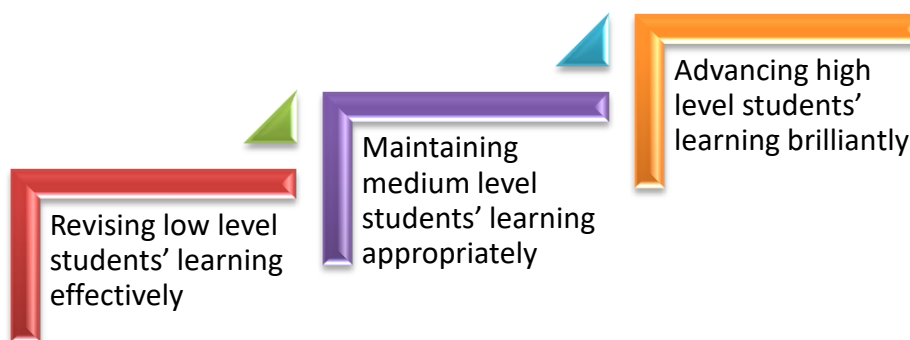 Revising low level
students’ learning
effectively
Maintaining
medium level
students’ learning
appropriately
Advancing high
level students’
learning brilliantly